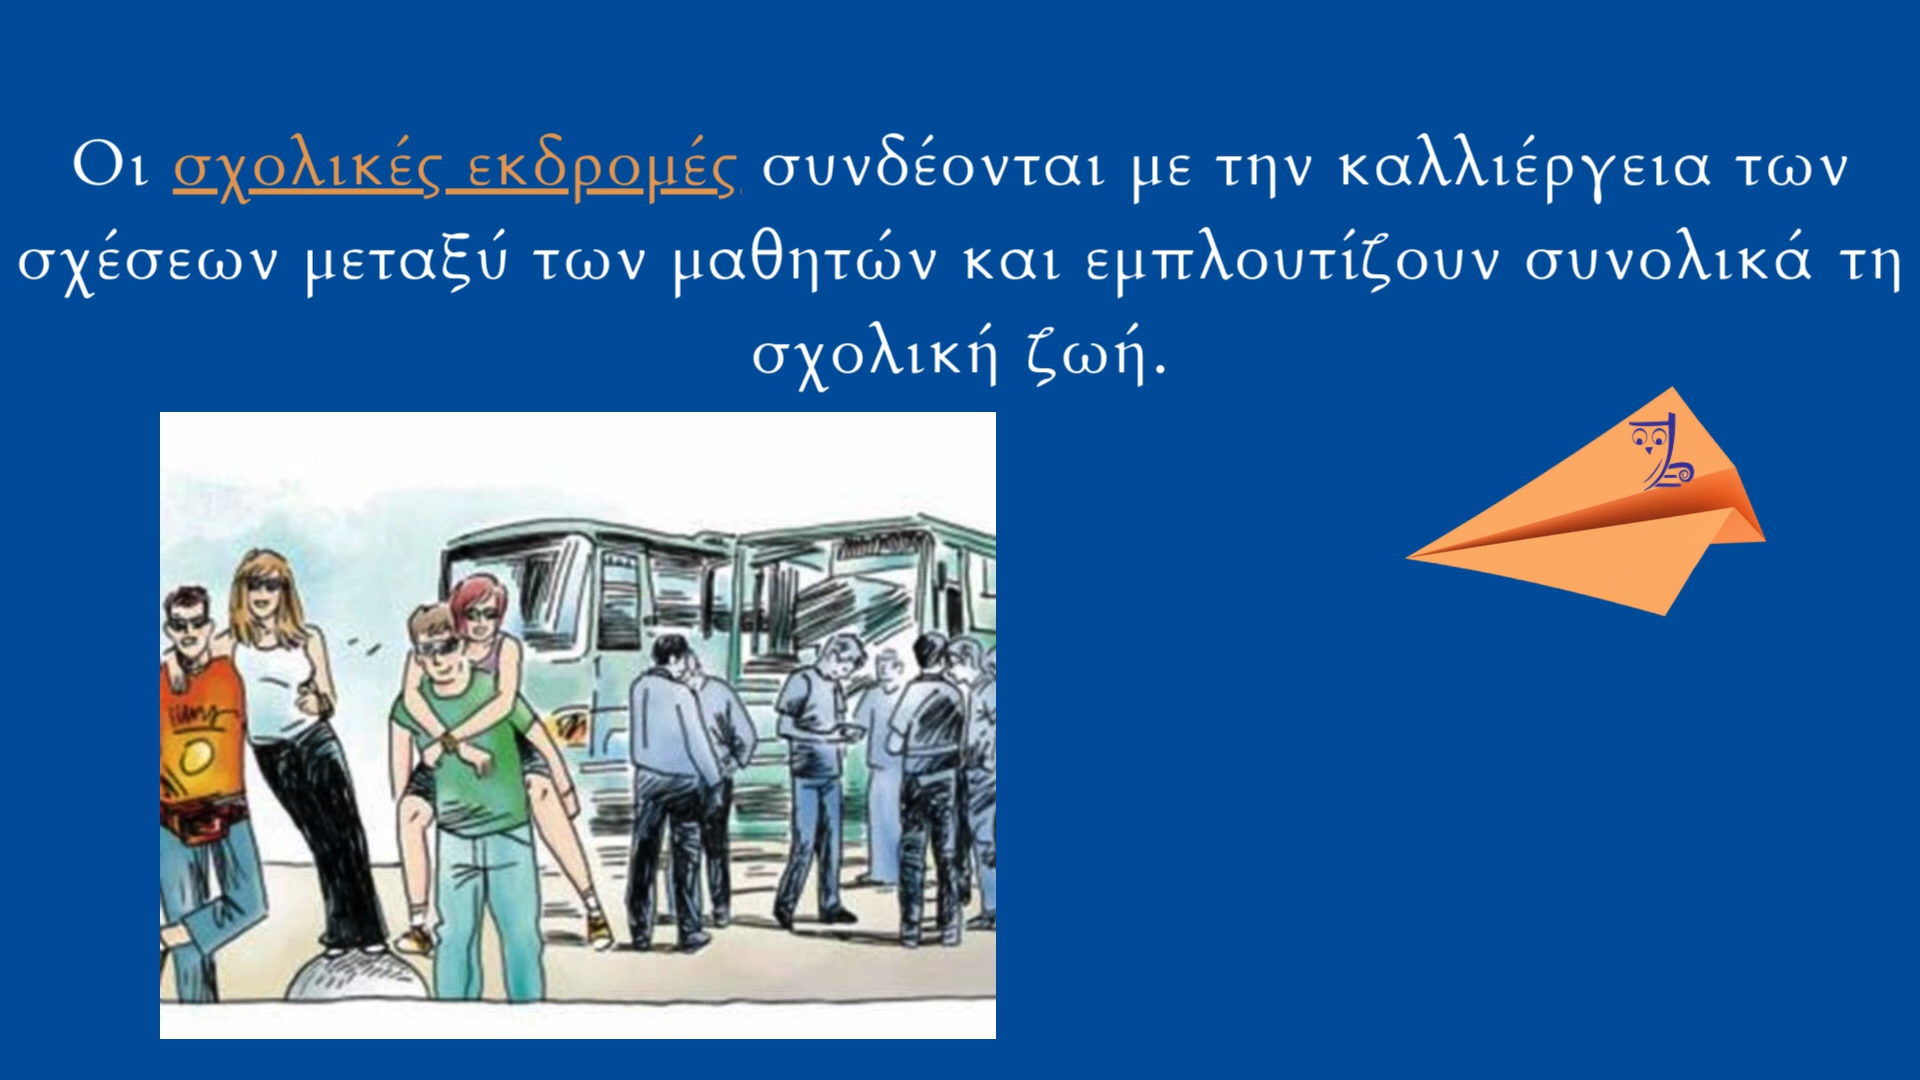 Οι σχολικές εκδρομές συνδέονται με την καλλιέργεια των
σχέσεων μεταξύ των μαθητών και εμπλουτίζουν συνολικά τη
σχολική ζωή.